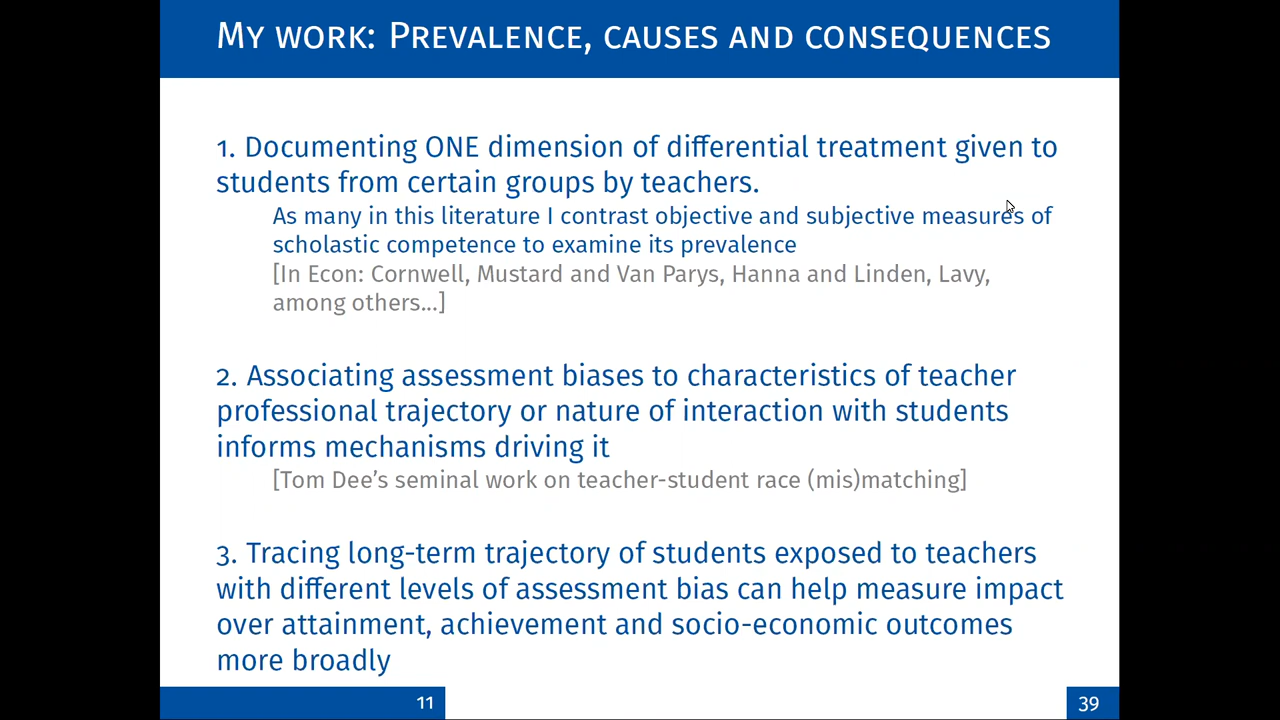 My work: Prevalence, causes and consequences
1. Documenting ONE dimension of differential treatment given to
students from certain groups by teachers.
As many in this literature I contrast objective and subjective measures of
scholastic competence to examine its prevalence
[In Econ: Cornwell, Mustard and Van Parys, Hanna and Linden, Lavy,
among others...]
2. Associating assessment biases to characteristics of teacher
professional trajectory or nature of interaction with students
informs mechanisms driving it
[Tom Dee's seminal work on teacher-student race (mis)matching]
3. Tracing long-term trajectory of students exposed to teachers
with different levels of assessment bias can help measure impact
over attainment, achievement and socio-economic outcomes
more broadly
11
39